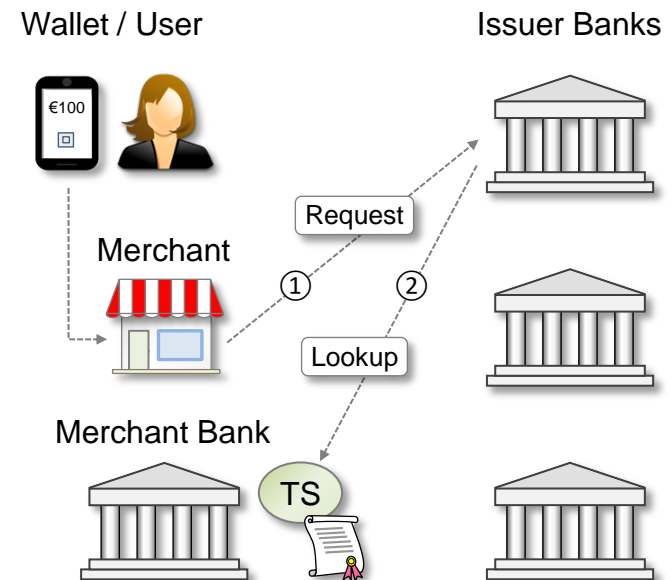 Wallet / User
Issuer Banks
€100
Request
Merchant
1
2
Lookup
Merchant Bank
TS